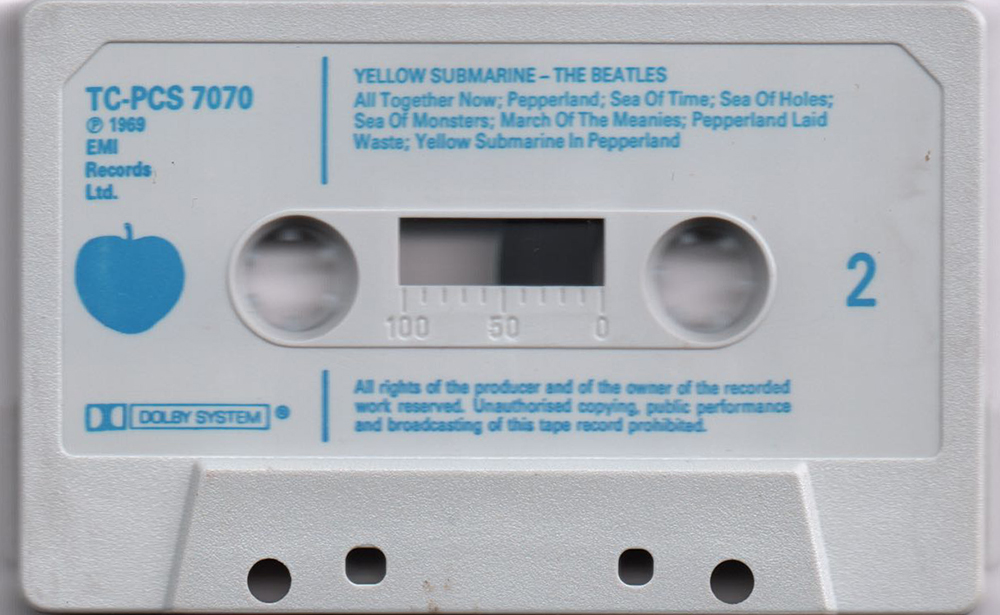 TC-PCS 7070
℗ 1969
EMI
Records
Ltd.
YELLOW SUBMARINE – THE BEATLES
All Together Now; Pepperland; Sea Of Time; Sea Of Holes;
Sea Of Monsters; March Of The Meanies; Pepperland Laid
Waste; Yellow Submarine In Pepperland
2
100 50 0
DOLBY SYSTEM ®
All rights of the producer and of the owner of the recorded
work reserved. Unauthorised copying, public performance
and broadcasting of this tape record prohibited.